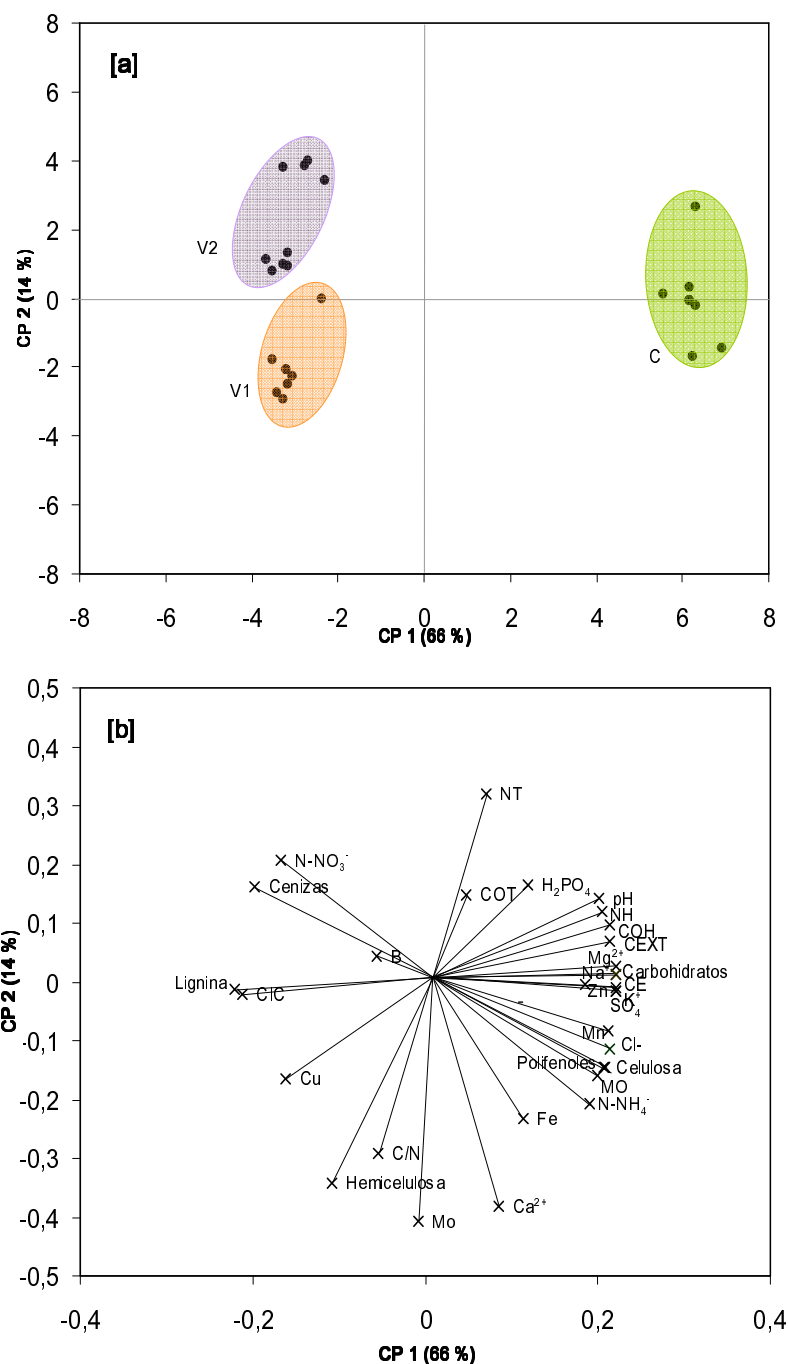 [a]
8
6
4
2
0
-2
-4
-6
-8
CP 2 (14 %)
V2
V1
C
-8 -6 -4 -2 0 2 4 6 8
CP 1 (66 %)
[b]
0,5
0,4
0,3
0,2
0,1
0
-0,1
-0,2
-0,3
-0,4
-0,5
CP 2 (14 %)
NT
N-NO₃⁻
Cenizas
COT
H₂PO₄
pH
NH
COH
CEXT
B
Mg²⁺
Na⁺
Carbohidratos
Lignina
CIC
CE
Zn
K⁺
SO₄
-
Mn
Cl-
Polifenoles
Celulosa
Cu
MO
N-NH₄⁻
Fe
C/N
Hemicelulosa
Mo
Ca²⁺
-0,4 -0,2 0 0,2 0,4
CP 1 (66 %)